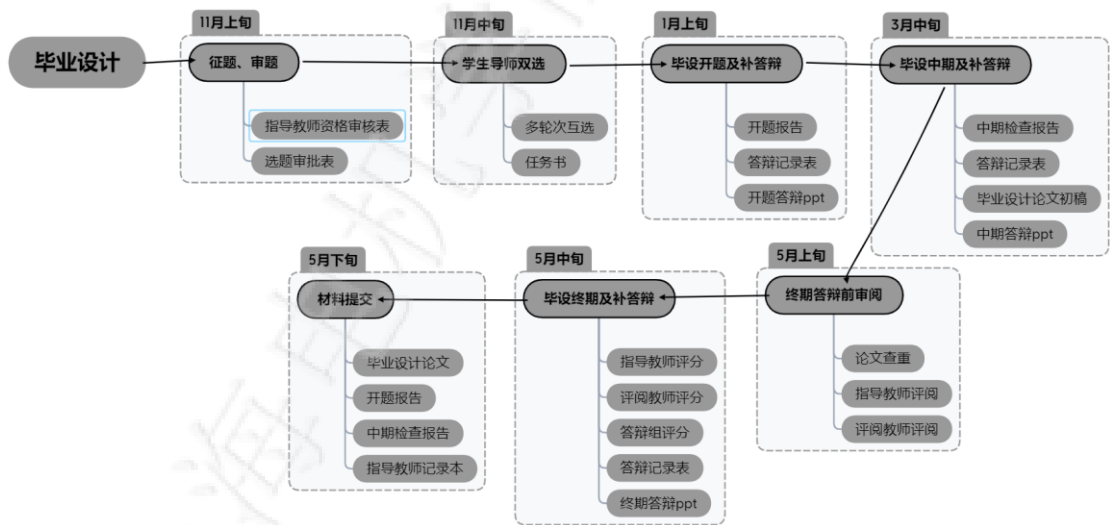 毕业设计
11月上旬
征题、审题
指导教师资格审核表
选题审批表
11月中旬
学生导师双选
多轮次互选
任务书
1月上旬
毕设开题及补答辩
开题报告
答辩记录表
开题答辩ppt
3月中旬
毕设中期及补答辩
中期检查报告
答辩记录表
毕业设计论文初稿
中期答辩ppt
5月上旬
终期答辩前审阅
论文查重
指导教师评阅
评阅教师评阅
5月中旬
毕设终期及补答辩
指导教师评分
评阅教师评分
答辩组评分
答辩记录表
终期答辩ppt
5月下旬
材料提交
毕业设计论文
开题报告
中期检查报告
指导教师记录本